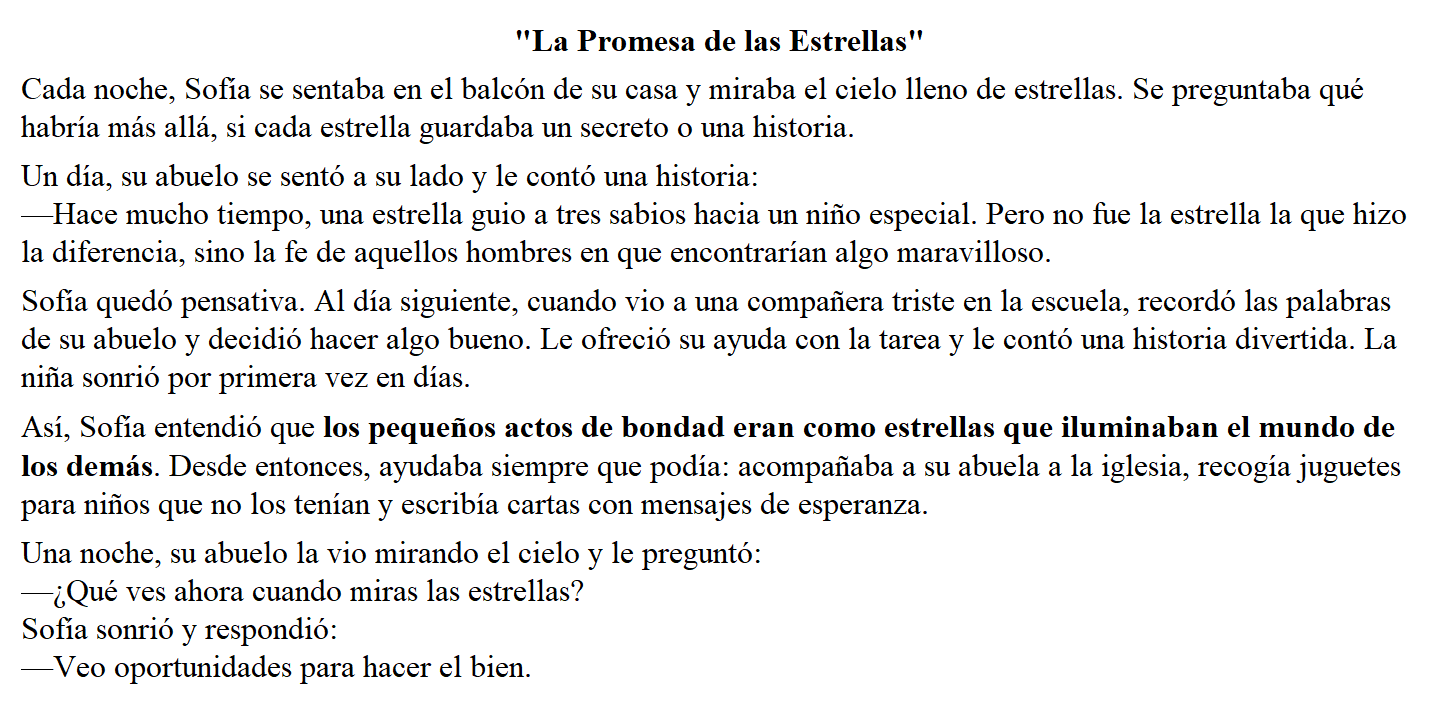 "La Promesa de las Estrellas"
Cada noche, Sofía se sentaba en el balcón de su casa y miraba el cielo lleno de estrellas. Se preguntaba qué
habría más allá, si cada estrella guardaba un secreto o una historia.
Un día, su abuelo se sentó a su lado y le contó una historia:
—Hace mucho tiempo, una estrella guio a tres sabios hacia un niño especial. Pero no fue la estrella la que hizo
la diferencia, sino la fe de aquellos hombres en que encontrarían algo maravilloso.
Sofía quedó pensativa. Al día siguiente, cuando vio a una compañera triste en la escuela, recordó las palabras
de su abuelo y decidió hacer algo bueno. Le ofreció su ayuda con la tarea y le contó una historia divertida. La
niña sonrió por primera vez en días.
Así, Sofía entendió que los pequeños actos de bondad eran como estrellas que iluminaban el mundo de
los demás. Desde entonces, ayudaba siempre que podía: acompañaba a su abuela a la iglesia, recogía juguetes
para niños que no los tenían y escribía cartas con mensajes de esperanza.
Una noche, su abuelo la vio mirando el cielo y le preguntó:
—¿Qué ves ahora cuando miras las estrellas?
Sofía sonrió y respondió:
—Veo oportunidades para hacer el bien.